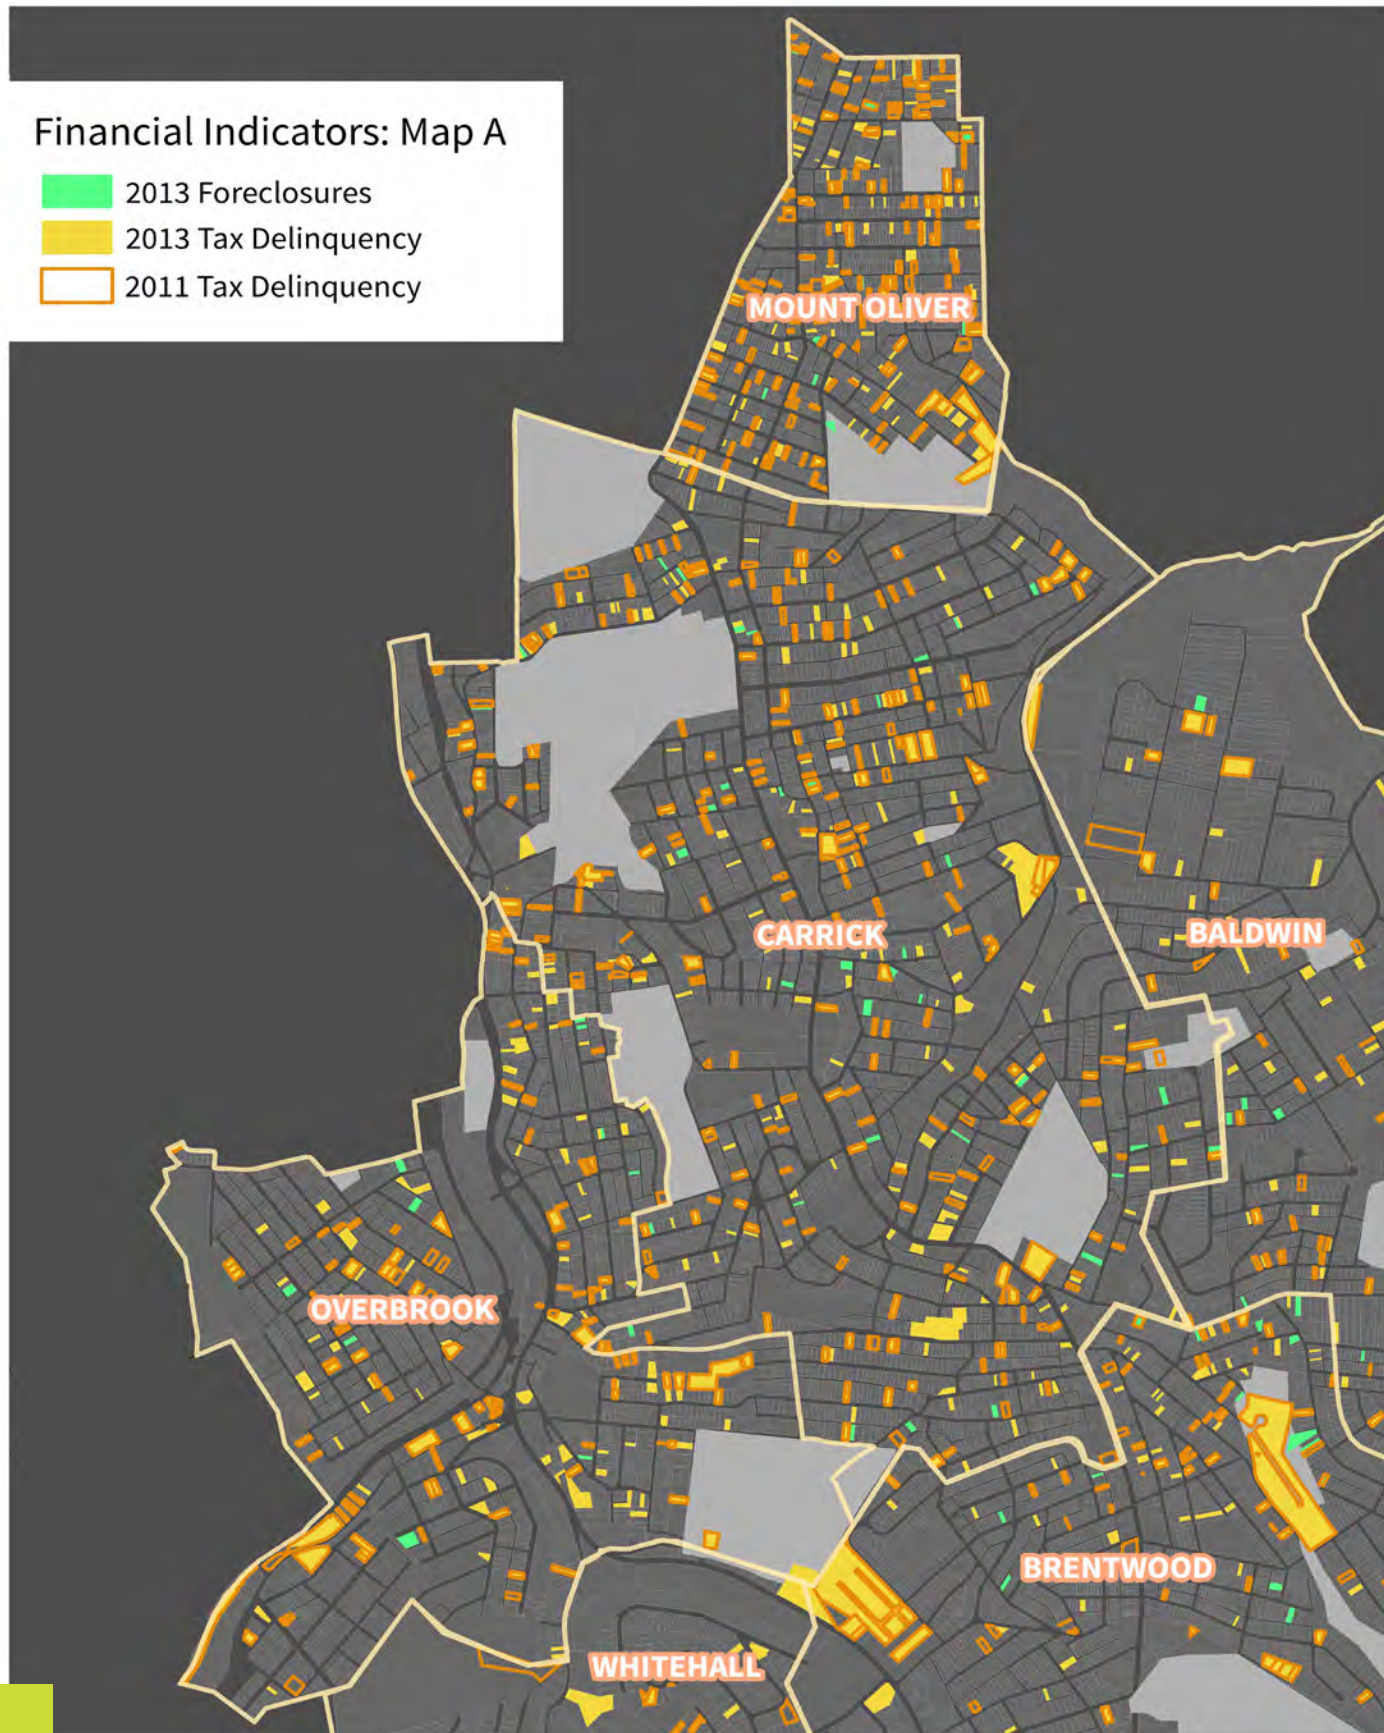 Financial Indicators: Map A
2013 Foreclosures
2013 Tax Delinquency
2011 Tax Delinquency
MOUNT OLIVER
CARRICK
BALDWIN
OVERBROOK
BRENTWOOD
WHITEHALL